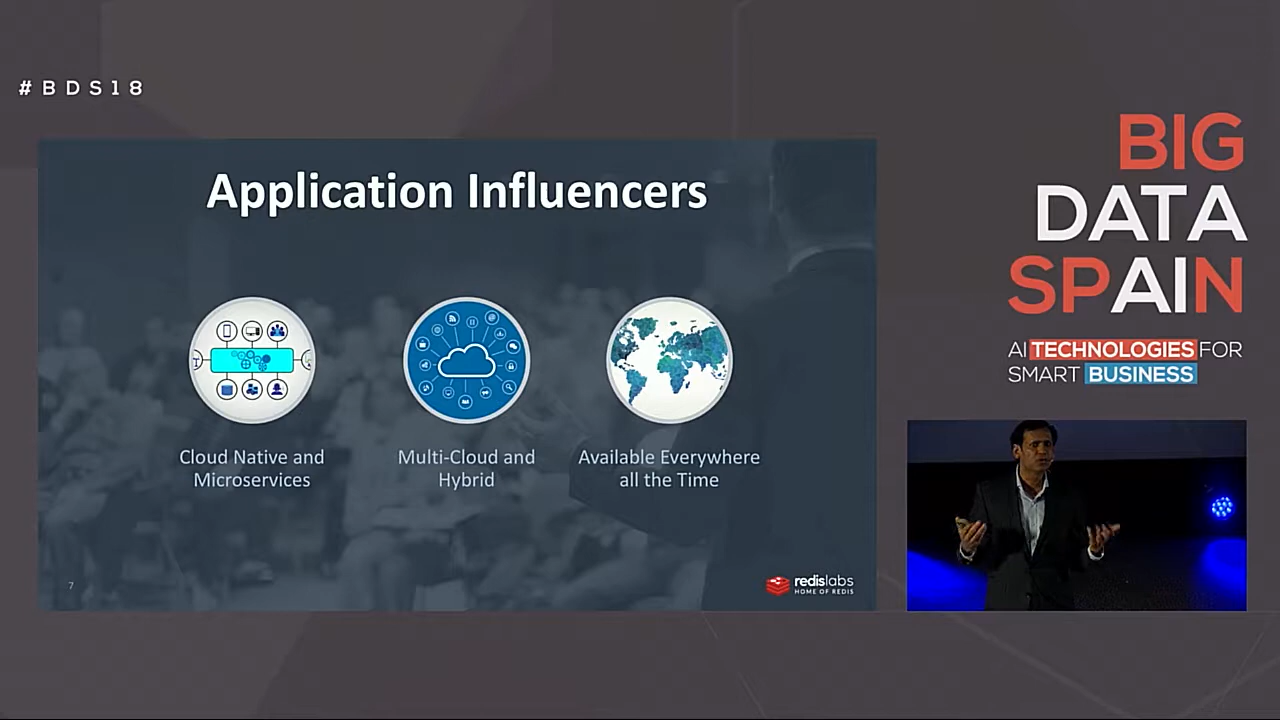 #BDS18
Application Influencers
Cloud Native and
Microservices
Multi-Cloud and
Hybrid
Available Everywhere
all the Time
7
redislabs
HOME OF REDIS
BIG
DATA
SPAIN
AI TECHNOLOGIES FOR
SMART BUSINESS